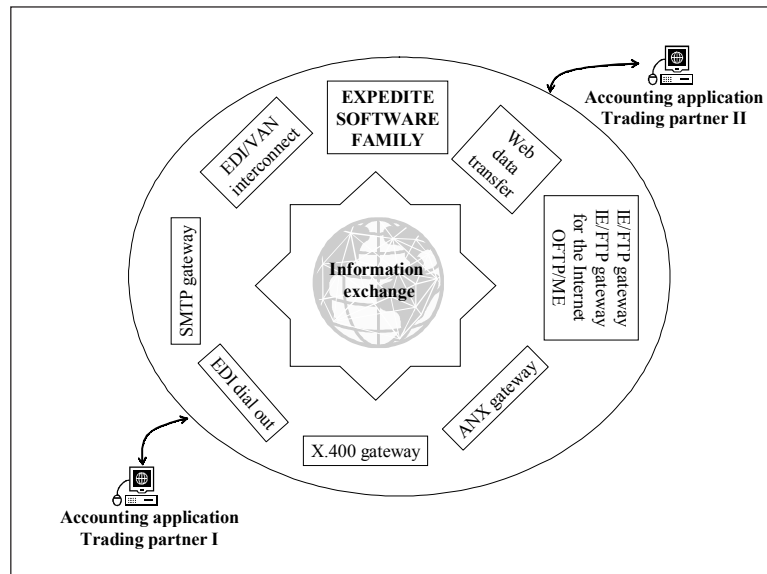 EXPEDITE
SOFTWARE
FAMILY
EDI/VAN
interconnect
Web
data
transfer
Accounting application
Trading partner II
IE/FTP gateway
IE/FTP gateway
for the Internet
OFTP/ME
SMTP gateway
Information
exchange
EDI dial out
X.400 gateway
ANX gateway
Accounting application
Trading partner I